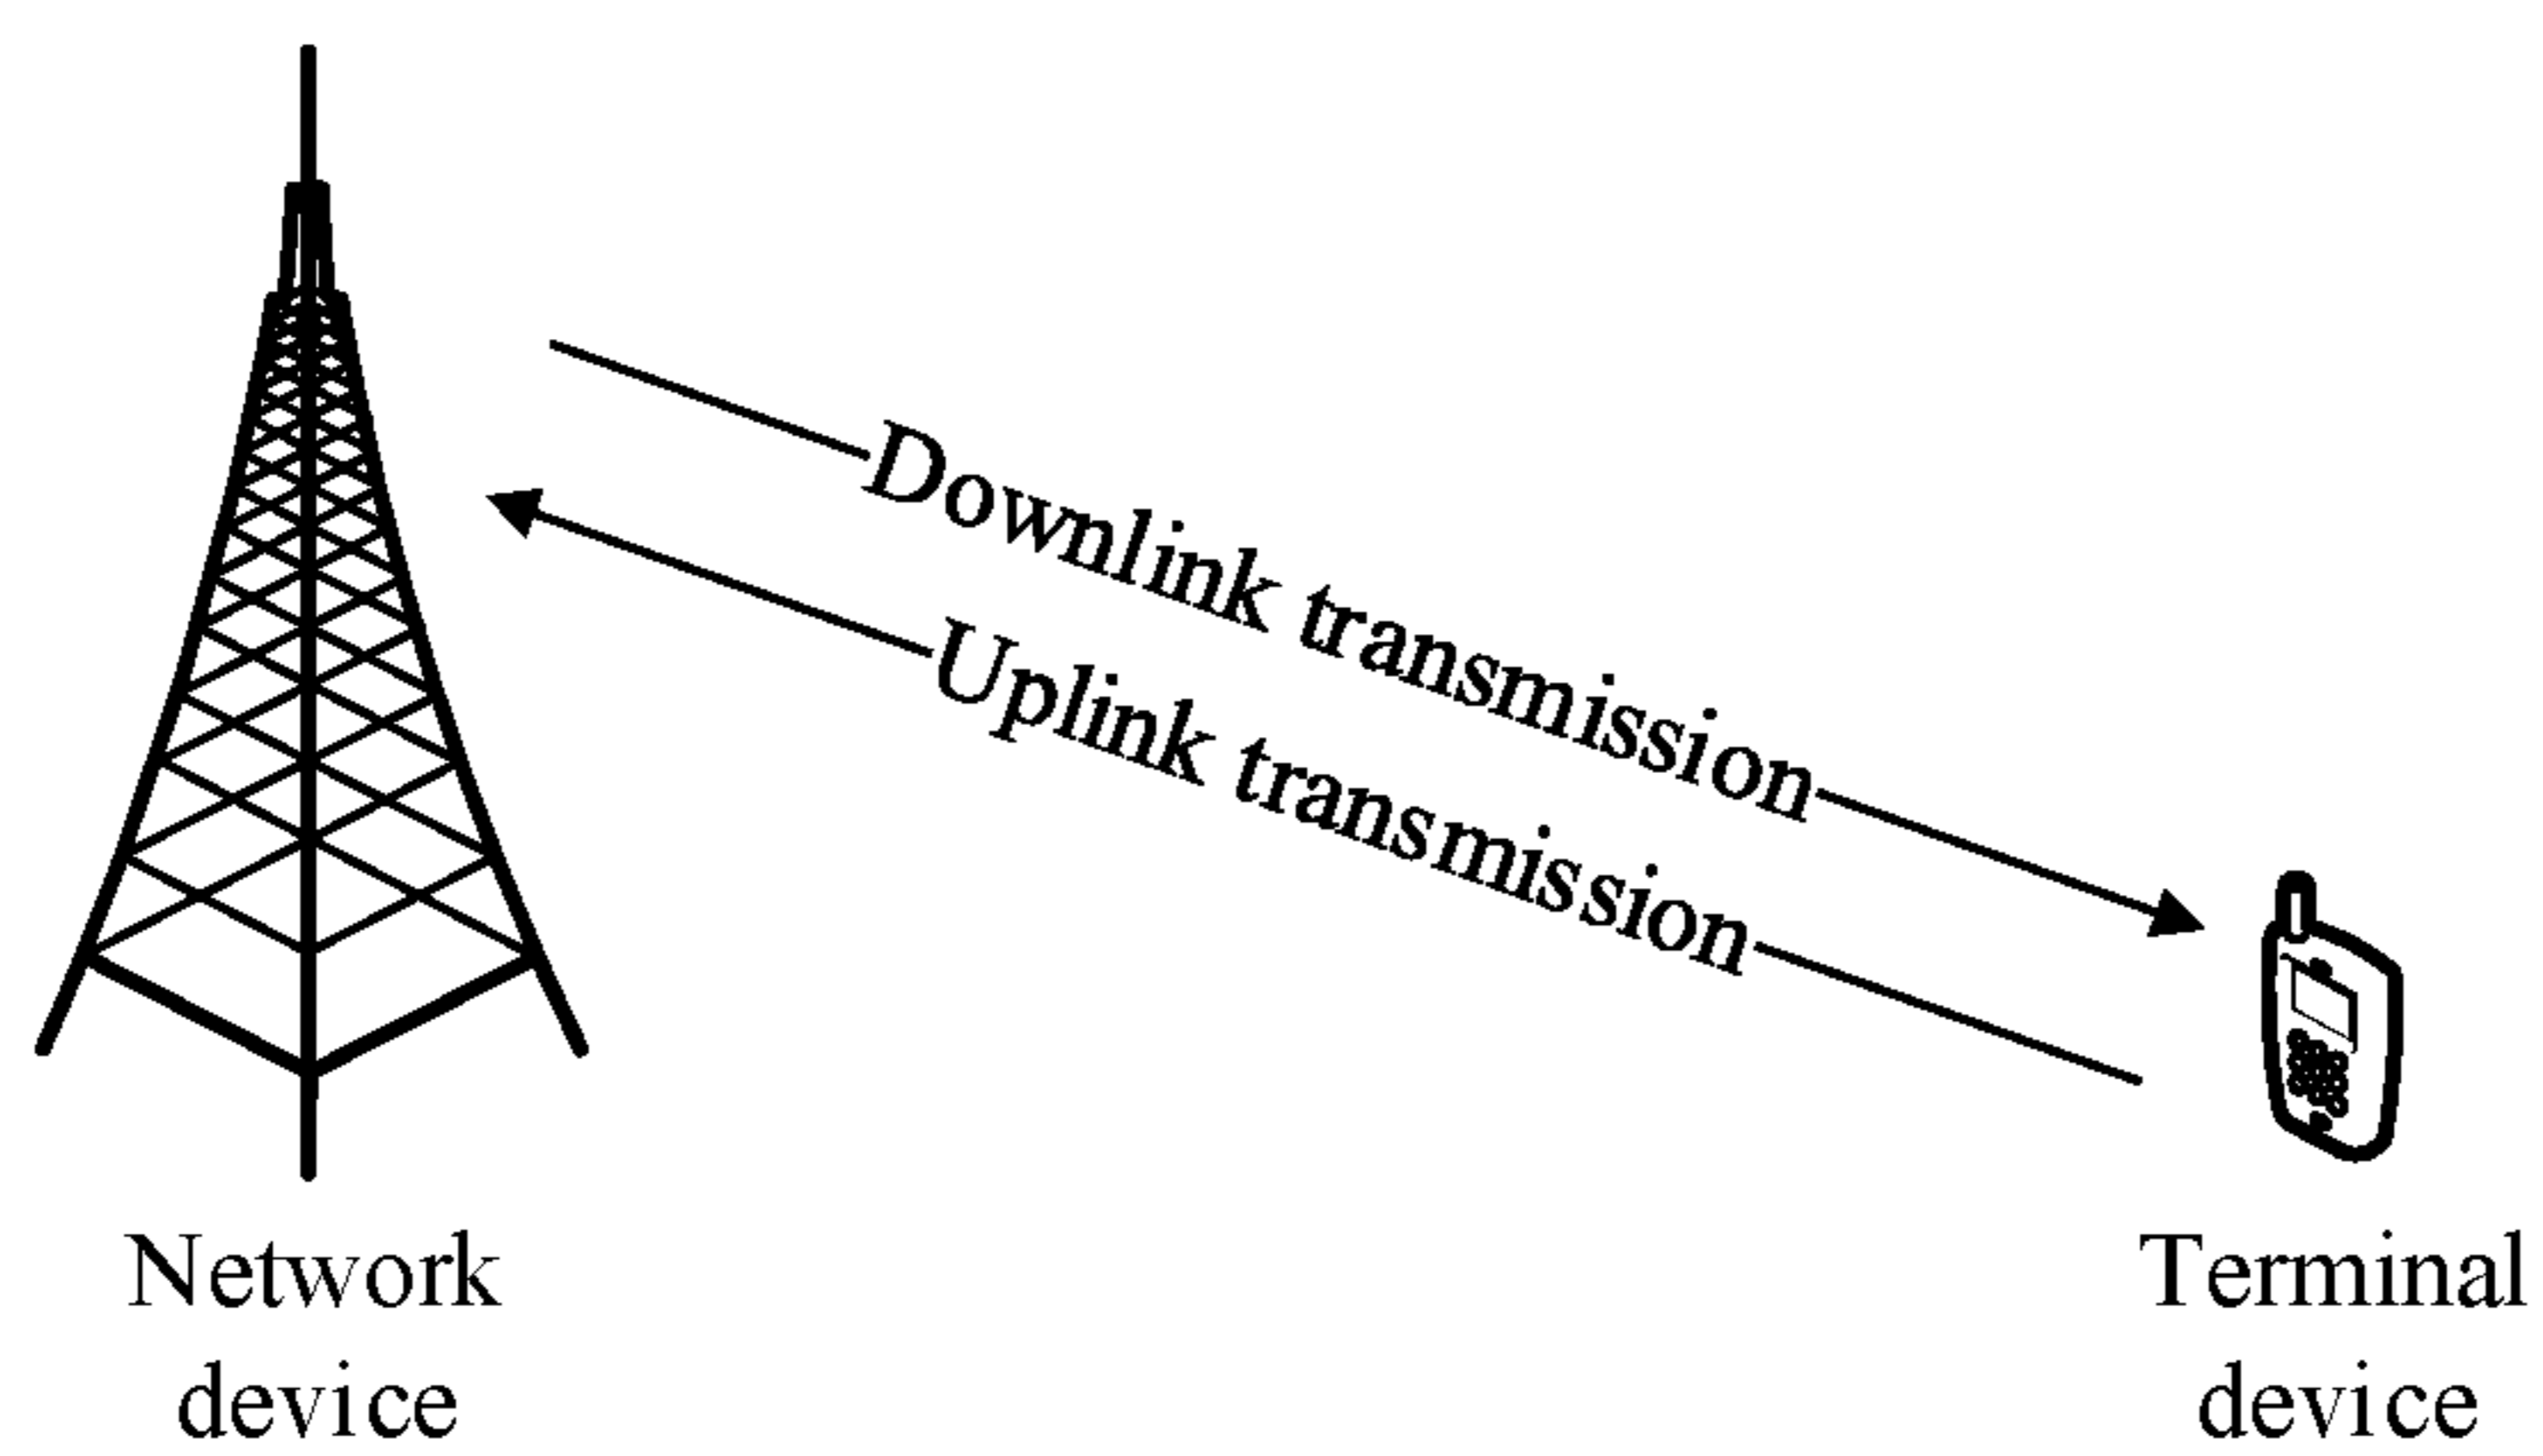 Downlink transmission
Uplink transmission
Network
device
Terminal
device